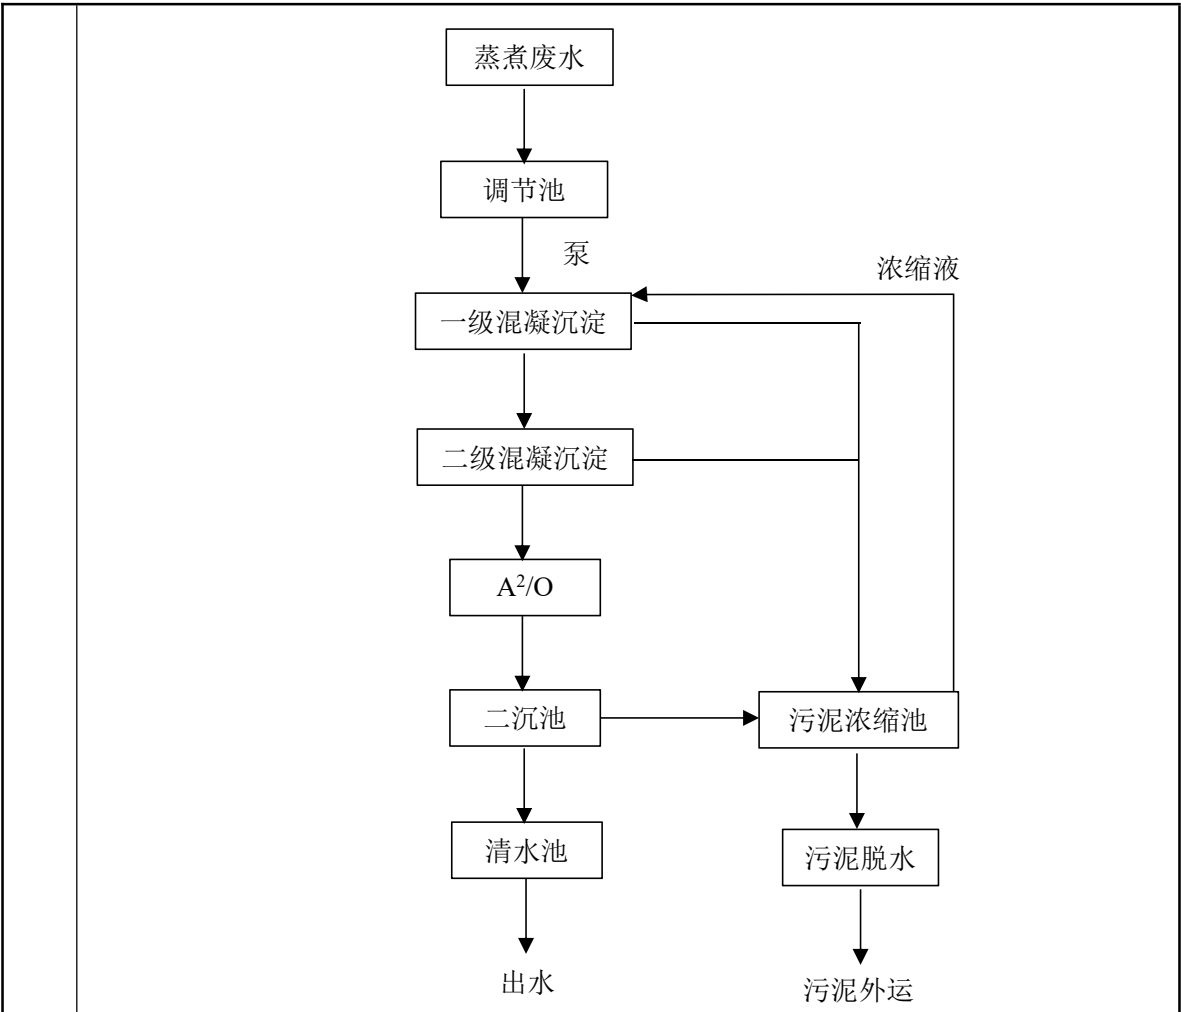 蒸煮废水
调节池
泵
浓缩液
一级混凝沉淀
二级混凝沉淀
A²/O
二沉池
污泥浓缩池
清水池
污泥脱水
出水
污泥外运